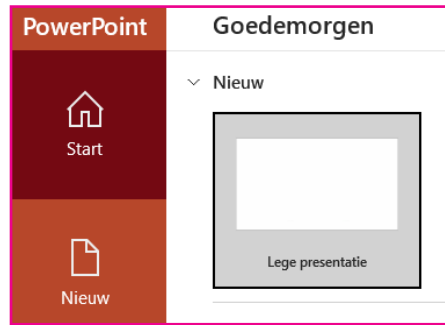 PowerPoint
Goedemorgen
Nieuw
Start
Lege presentatie
Nieuw